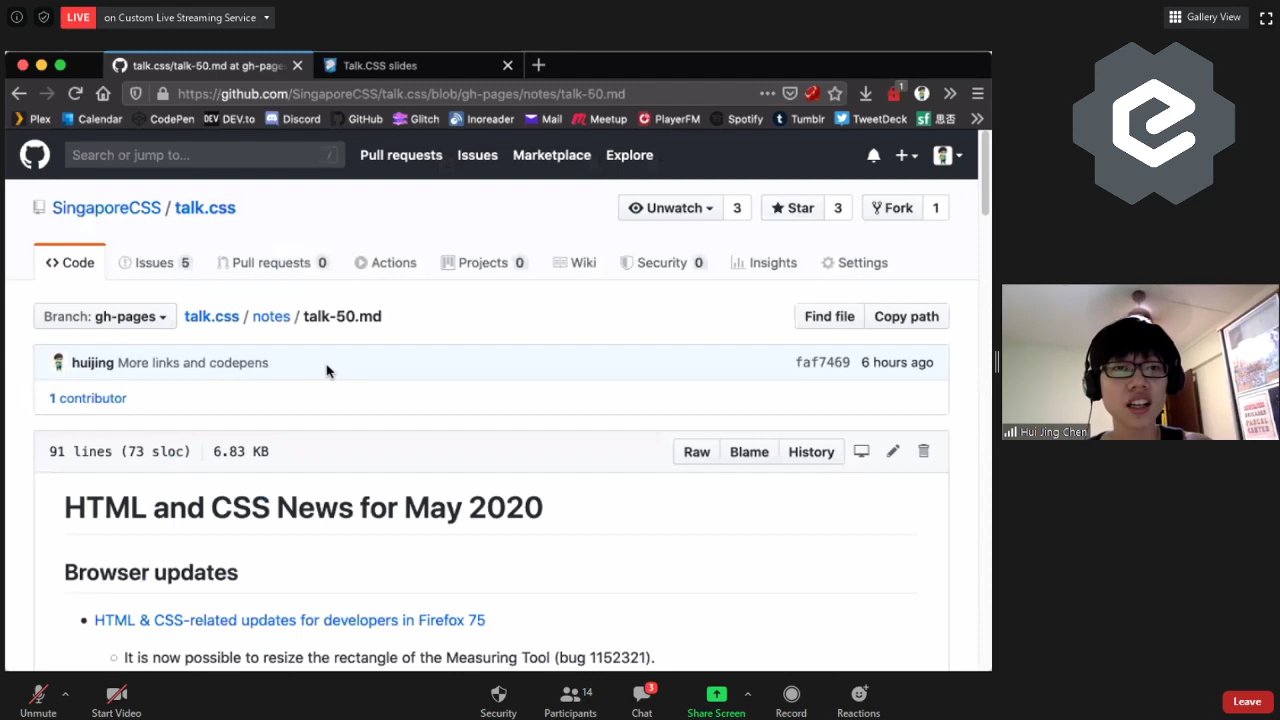 LIVE on Custom Live Streaming Service
Gallery View
talk.css/talk-50.md at gh-page
Talk.CSS slides
https://github.com/SingaporeCSS/talk.css/blob/gh-pages/notes/talk-50.md
1
Plex Calendar CodePen DEV.to Discord GitHub Glitch Inoreader Mail Meetup PlayerFM Spotify Tumblr TweetDeck 思否
Search or jump to... / Pull requests Issues Marketplace Explore
SingaporeCSS / talk.css
Unwatch 3 Star 3 Fork 1
<> Code Issues 5 Pull requests 0 Actions Projects 0 Wiki Security 0 Insights Settings
Branch: gh-pages talk.css / notes / talk-50.md Find file Copy path
huijing More links and codepens faf7469 6 hours ago
1 contributor
91 lines (73 sloc) 6.83 KB Raw Blame History
HTML and CSS News for May 2020
Browser updates
HTML & CSS-related updates for developers in Firefox 75
It is now possible to resize the rectangle of the Measuring Tool (bug 1152321).
Hui Jing Chen
Unmute Start Video Security Participants 14 Chat 3 Share Screen Record Reactions Leave